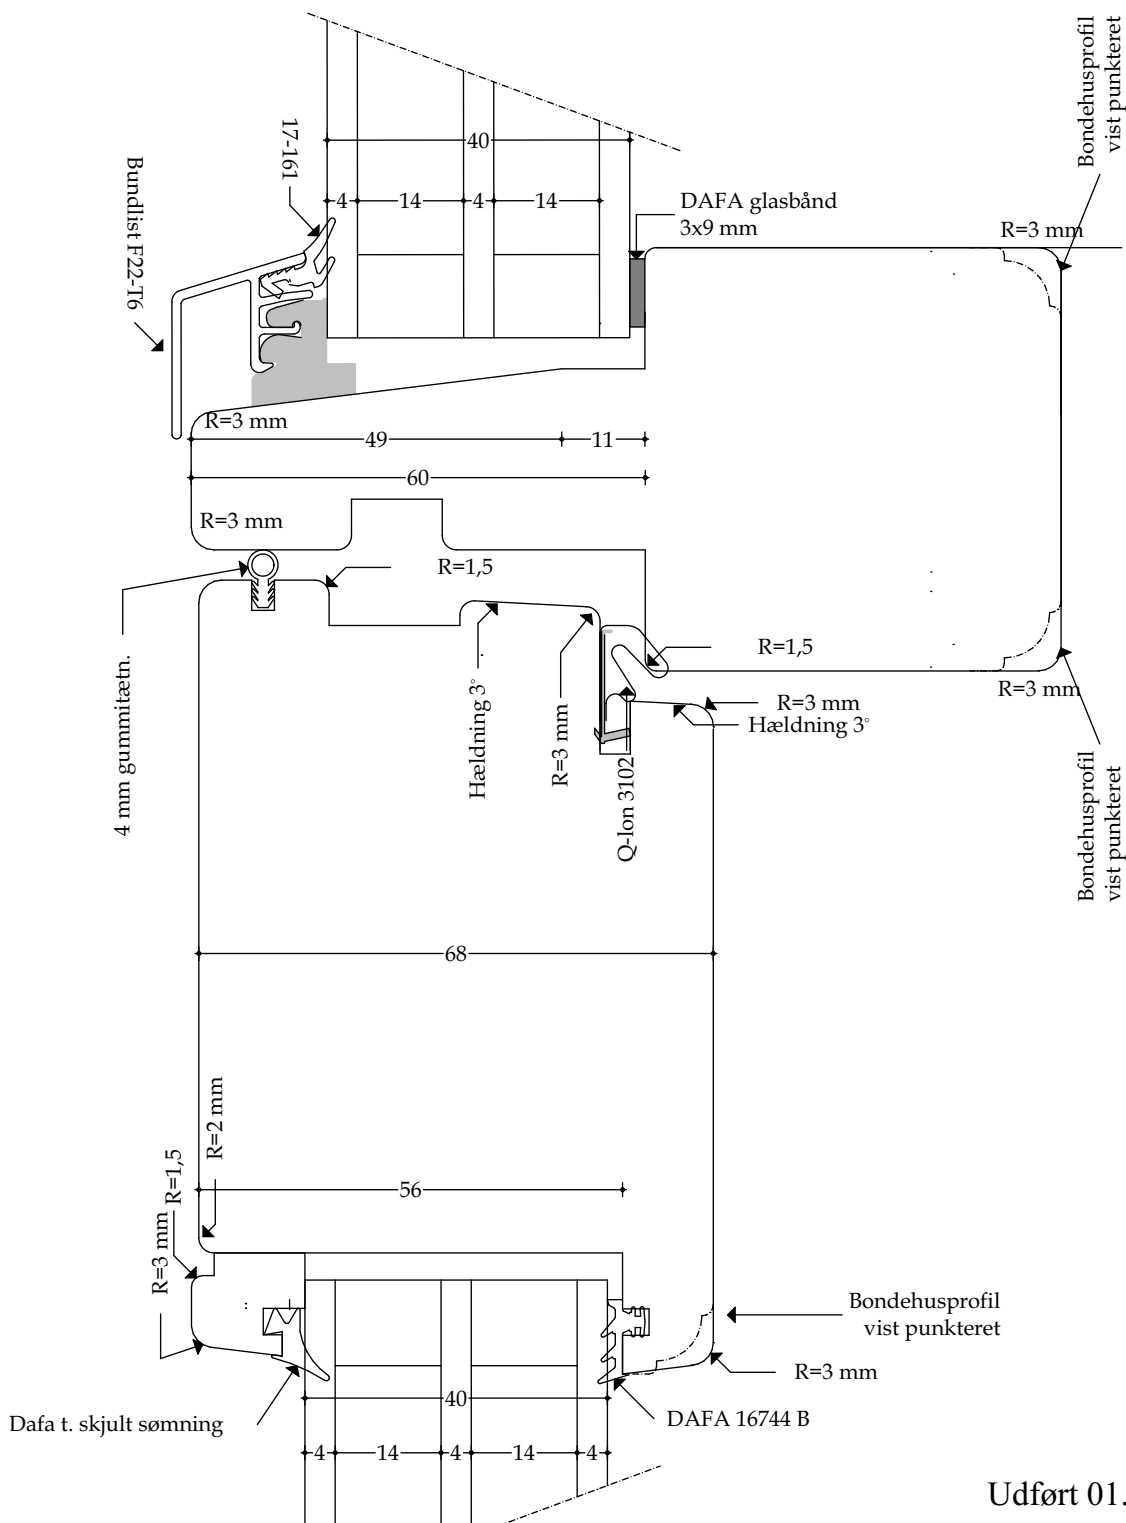 Bondehusprofil
vist punkteret
40
17-161
Bundlist F22-T6
4
14
4
14
DAFA glasbånd
3x9 mm
R=3 mm
R=3 mm
49
11
60
R=3 mm
R=1,5
4 mm gummitætn.
Hældning 3°
R=3 mm
Q-lon 3102
R=1,5
R=3 mm
R=3 mm
Hældning 3°
Bondehusprofil
vist punkteret
68
R=2 mm
R=1,5
R=3 mm
56
Bondehusprofil
vist punkteret
R=3 mm
40
Dafa t. skjult sømning
DAFA 16744 B
4
14
4
14
4
Udført 01.